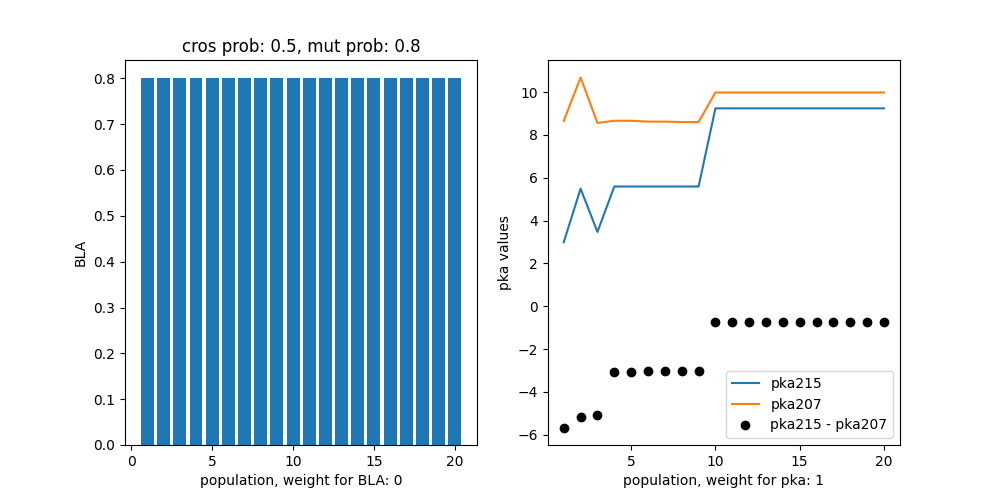 cros prob: 0.5, mut prob: 0.8
BLA
0.8
0.7
0.6
0.5
0.4
0.3
0.2
0.1
0.0
0 5 10 15 20
population, weight for BLA: 0
pka values
10
8
6
4
2
0
−2
−4
−6
pka215
pka207
pka215 - pka207
5 10 15 20
population, weight for pka: 1